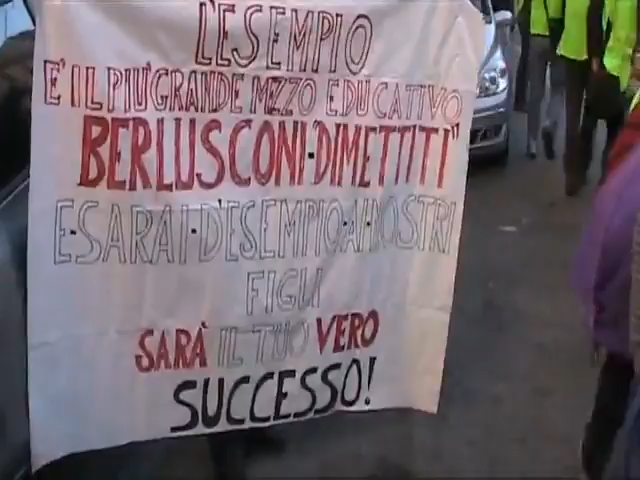 L'ESEMPIO
E' IL PIU' GRANDE MEZZO EDUCATIVO
BERLUSCONI·DIMETTITI"
E·SARAI·D'ESEMPIO·AI·NOSTRI
FIGLI
SARÀ IL TUO VERO
SUCCESSO!